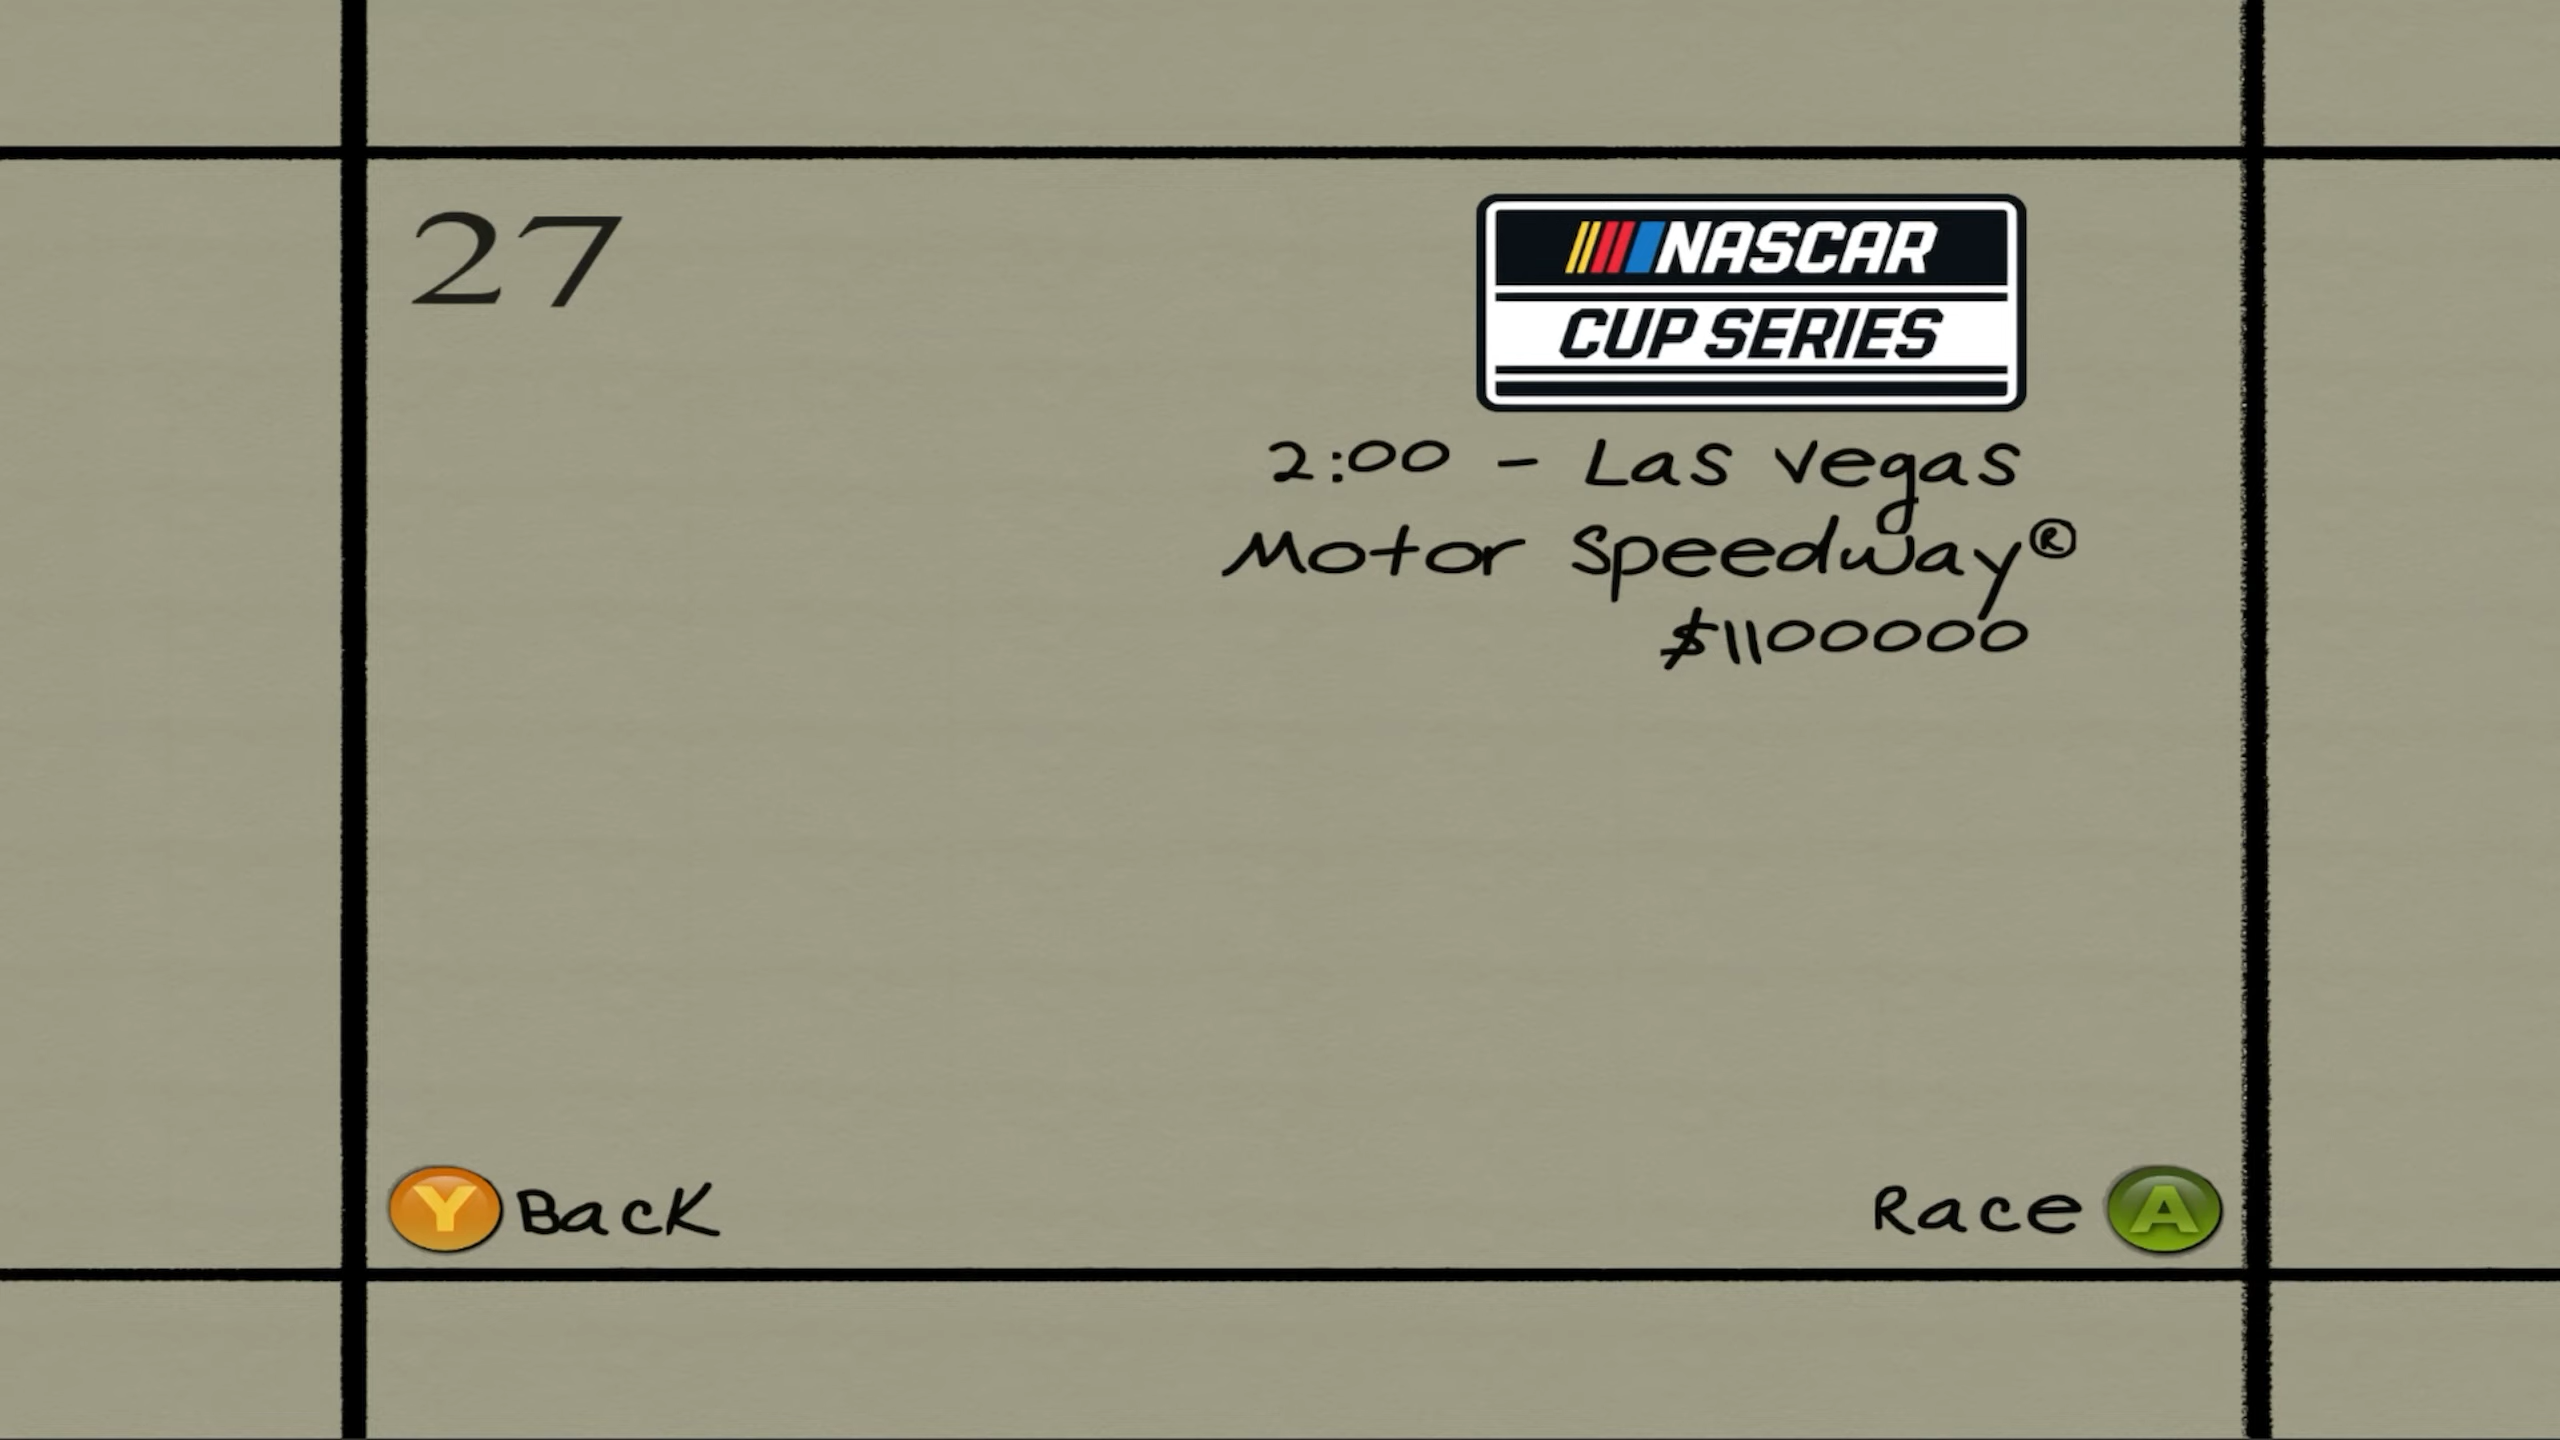 27
NASCAR
CUP SERIES
2:00 - Las Vegas
Motor Speedway®
$1100000
Y Back
Race A